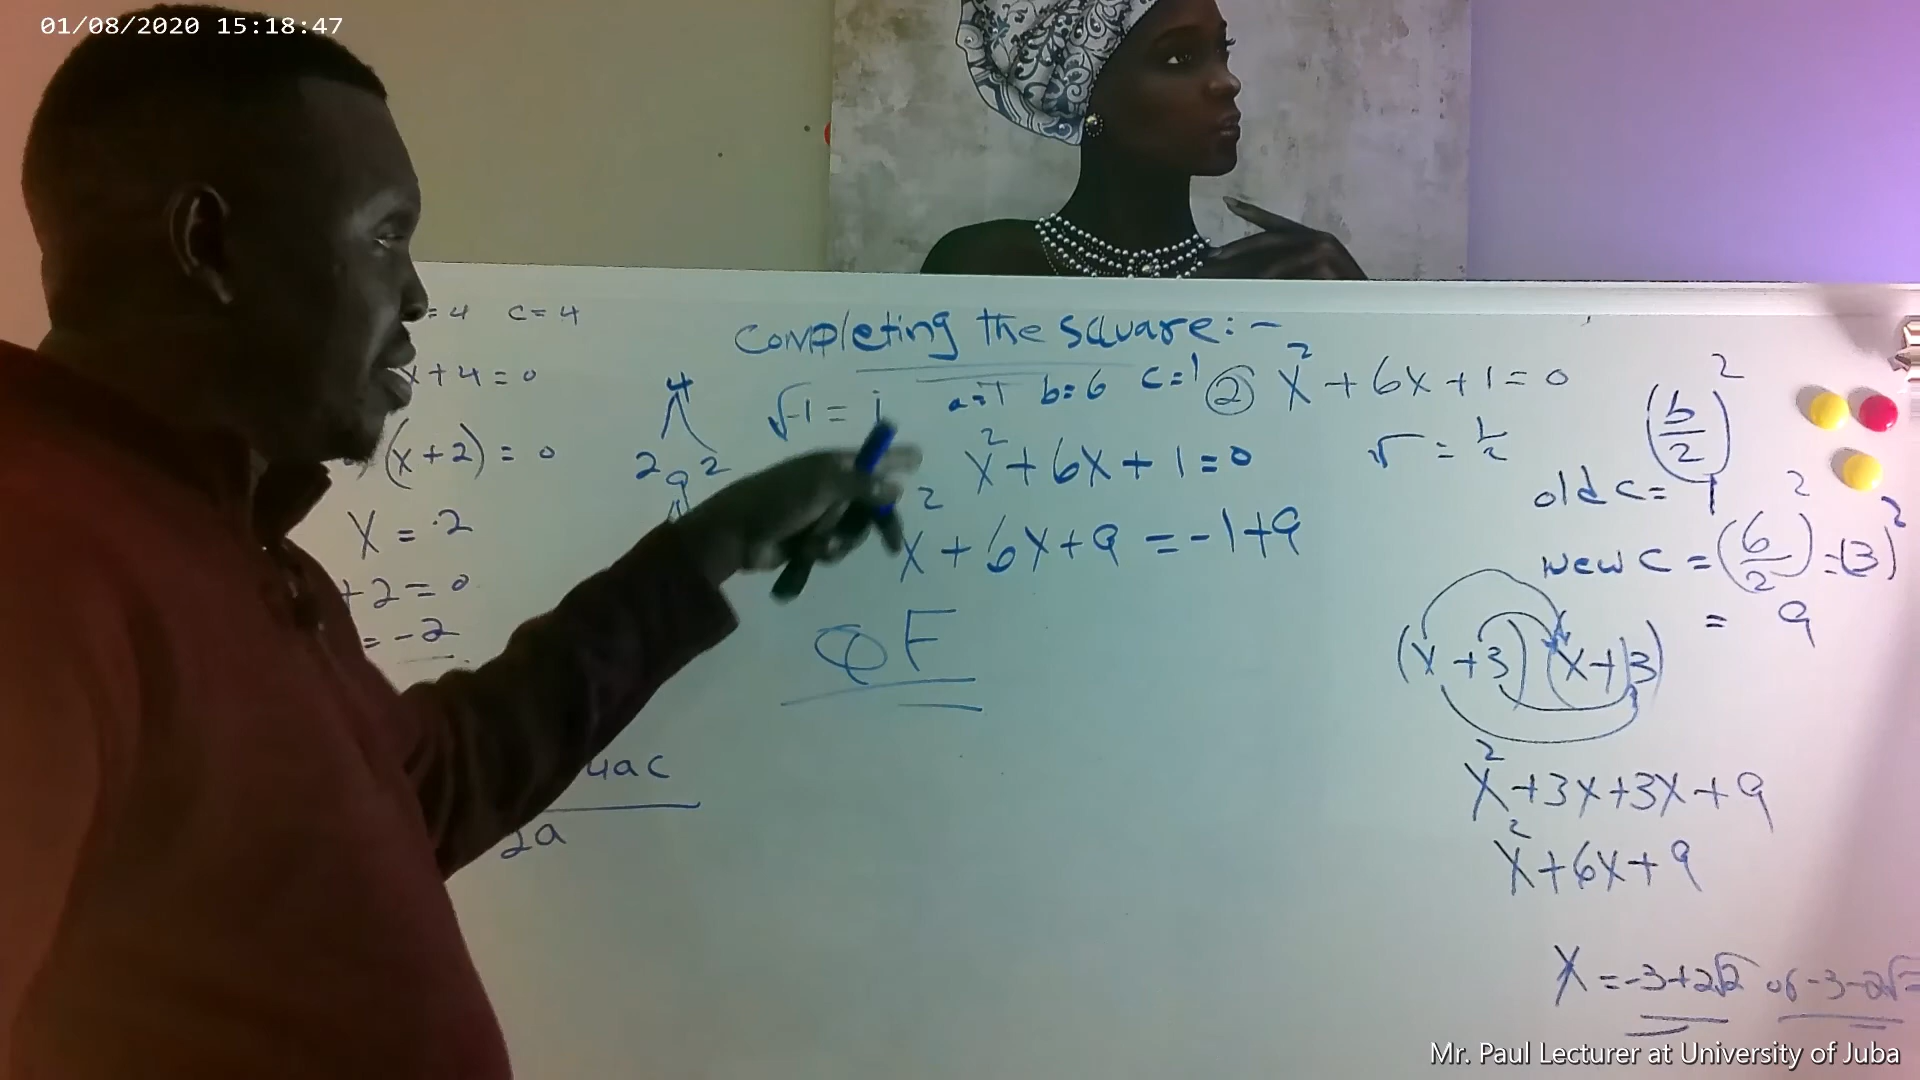 01/08/2020 15:18:47
=4 c=4
x+4=0
(x+2)=0
x=-2
+2=0
=-2
4ac
2a
4
2 2
9
Completing the square:-
√-1 = i
a=1 b=6 c=1
② x²+6x+1=0
x²+6x+1=0
x²+6x+9=-1+9
QF
√ = ½
(b/2)²
old c= 1
New c = (6/2)² = (3)²
= 9
(x+3)(x+3)
x²+3x+3x+9
x²+6x+9
x=-3+2√2 or -3-2√
Mr. Paul Lecturer at University of Juba